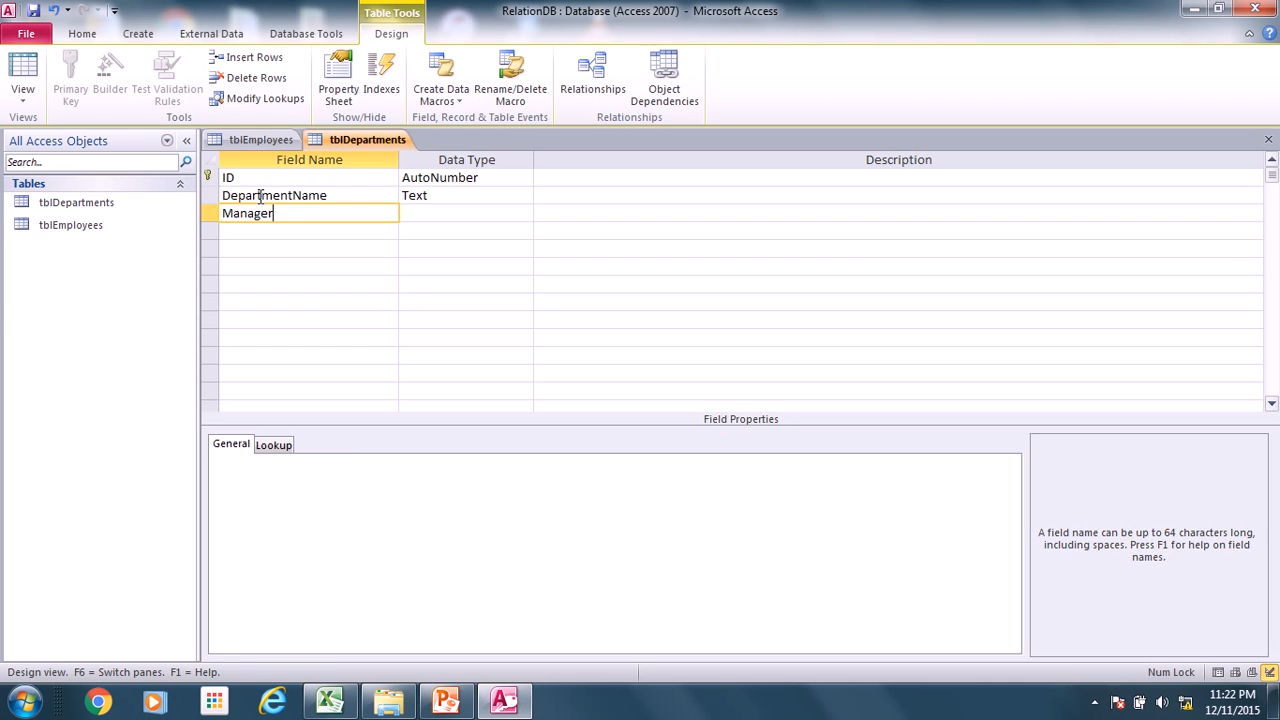 Table Tools
RelationDB : Database (Access 2007) - Microsoft Access
File
Home
Create
External Data
Database Tools
Design
View
Primary Key
Builder
Test Validation Rules
Insert Rows
Delete Rows
Modify Lookups
Property Sheet
Indexes
Create Data Macros
Rename/Delete Macro
Relationships
Object Dependencies
Views
Tools
Show/Hide
Field, Record & Table Events
Relationships
All Access Objects
Search...
Tables
tblDepartments
tblEmployees
tblEmployees
tblDepartments
Field Name
Data Type
Description
ID
AutoNumber
DepartmentName
Text
Manager
Field Properties
General
Lookup
A field name can be up to 64 characters long,
including spaces. Press F1 for help on field
names.
Design view. F6 = Switch panes. F1 = Help.
Num Lock
11:22 PM
12/11/2015